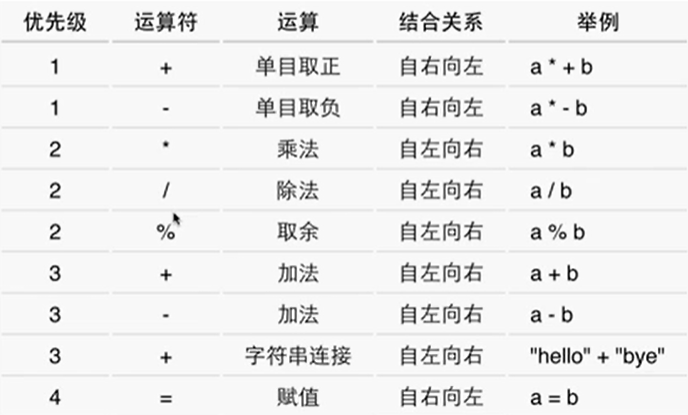 优先级 运算符 运算 结合关系 举例
1 + 单目取正 自右向左 a * + b
1 - 单目取负 自右向左 a * - b
2 * 乘法 自左向右 a * b
2 / 除法 自左向右 a / b
2 % 取余 自左向右 a % b
3 + 加法 自左向右 a + b
3 - 加法 自左向右 a - b
3 + 字符串连接 自左向右 "hello" + "bye"
4 = 赋值 自右向左 a = b